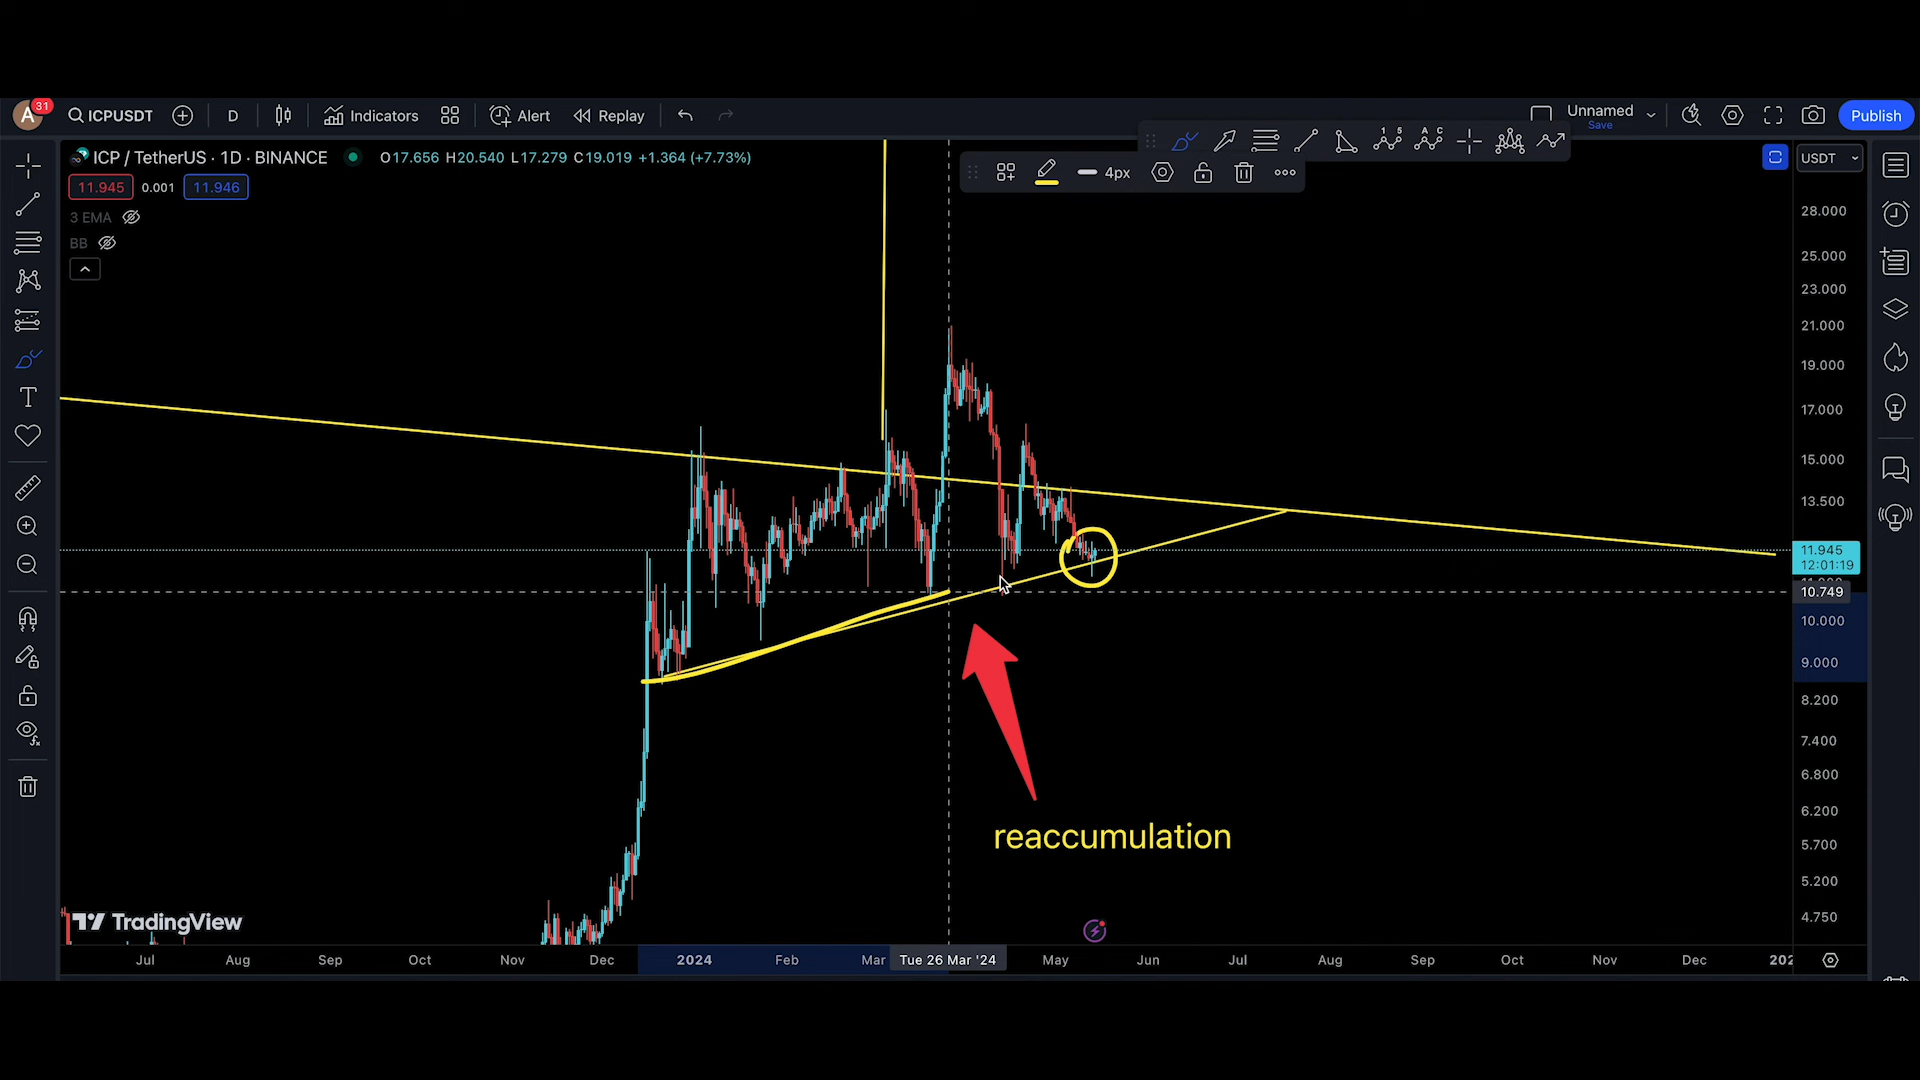 A 31 ICPUSDT D Indicators Alert Replay Unnamed Save Publish
ICP / TetherUS · 1D · BINANCE O17.656 H20.540 L17.279 C19.019 +1.364 (+7.73%) 4px USDT
11.945 0.001 11.946
3 EMA
BB
28.000
25.000
23.000
21.000
19.000
17.000
15.000
13.500
11.945
12:01:19
10.749
10.000
9.000
8.200
7.400
6.800
6.200
reaccumulation
5.700
5.200
4.750
TradingView
Jul Aug Sep Oct Nov Dec 2024 Feb Mar Tue 26 Mar '24 May Jun Jul Aug Sep Oct Nov Dec